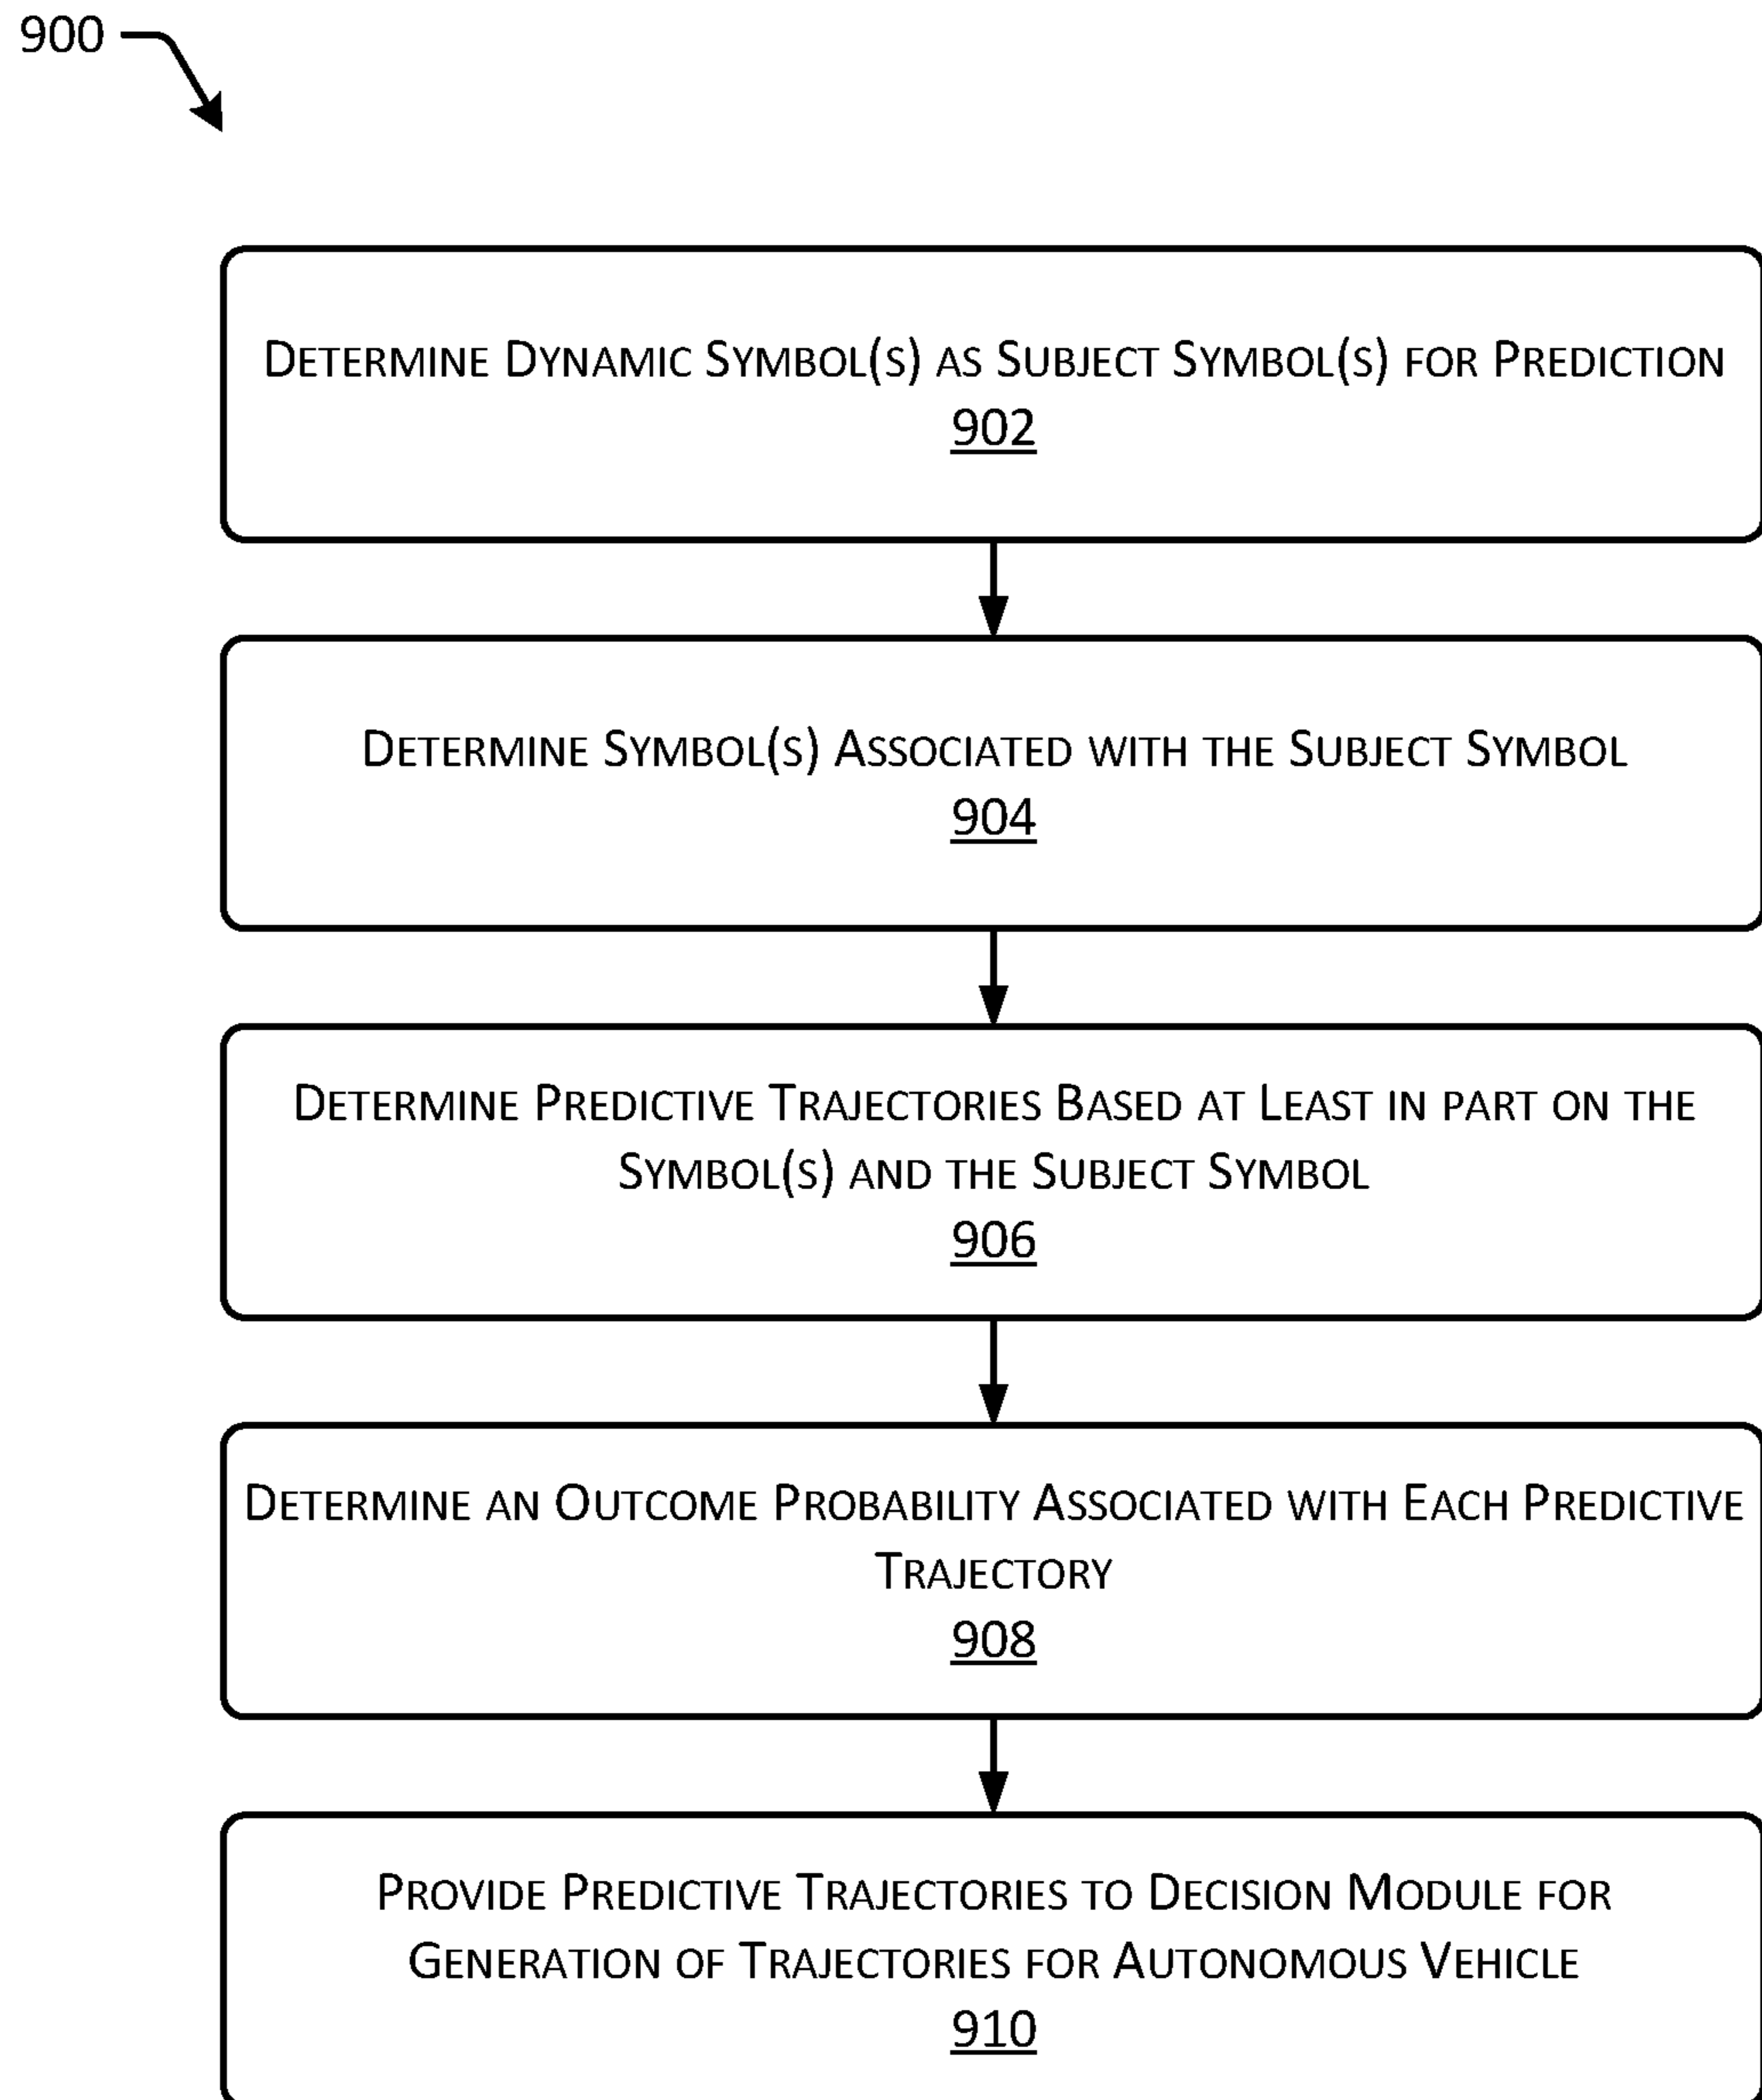 900
Determine Dynamic Symbol(s) as Subject Symbol(s) for Prediction
902
Determine Symbol(s) Associated with the Subject Symbol
904
Determine Predictive Trajectories Based at Least in part on the
Symbol(s) and the Subject Symbol
906
Determine an Outcome Probability Associated with Each Predictive
Trajectory
908
Provide Predictive Trajectories to Decision Module for
Generation of Trajectories for Autonomous Vehicle
910